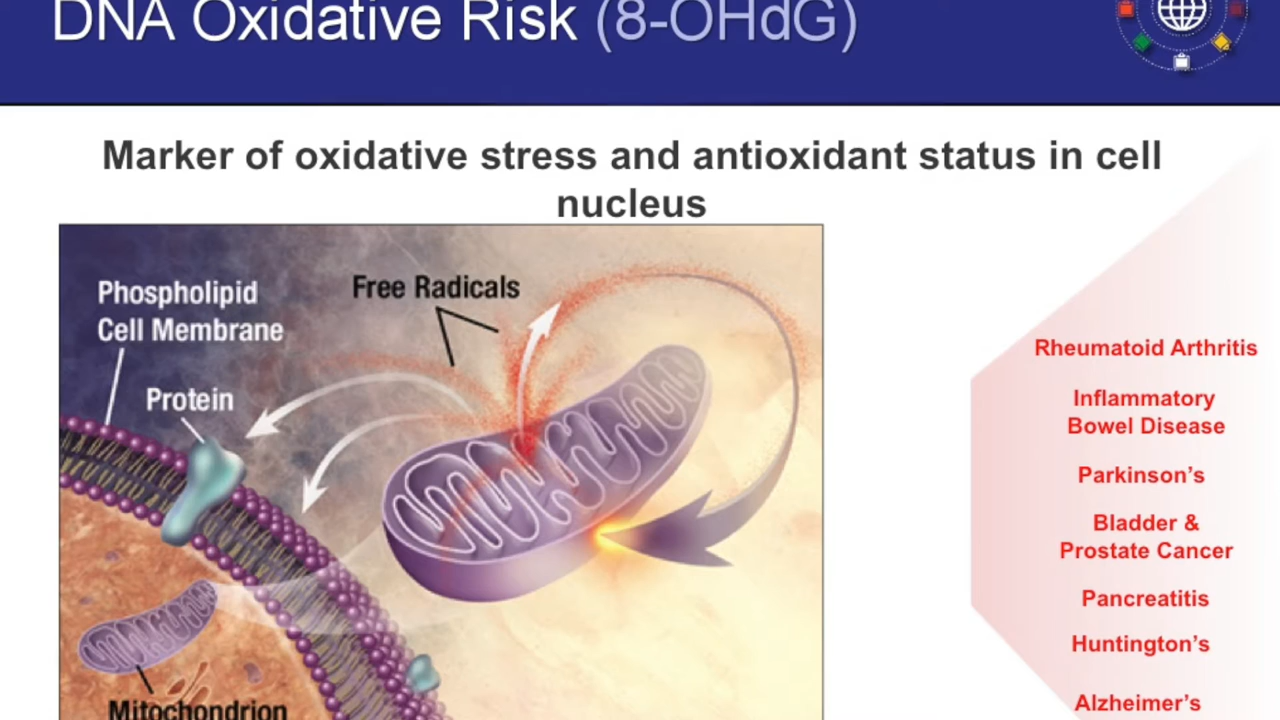 DNA Oxidative Risk (8-OHdG)
Marker of oxidative stress and antioxidant status in cell
nucleus
Phospholipid
Cell Membrane
Free Radicals
Protein
Mitochondrion
Rheumatoid Arthritis
Inflammatory
Bowel Disease
Parkinson’s
Bladder &
Prostate Cancer
Pancreatitis
Huntington’s
Alzheimer’s